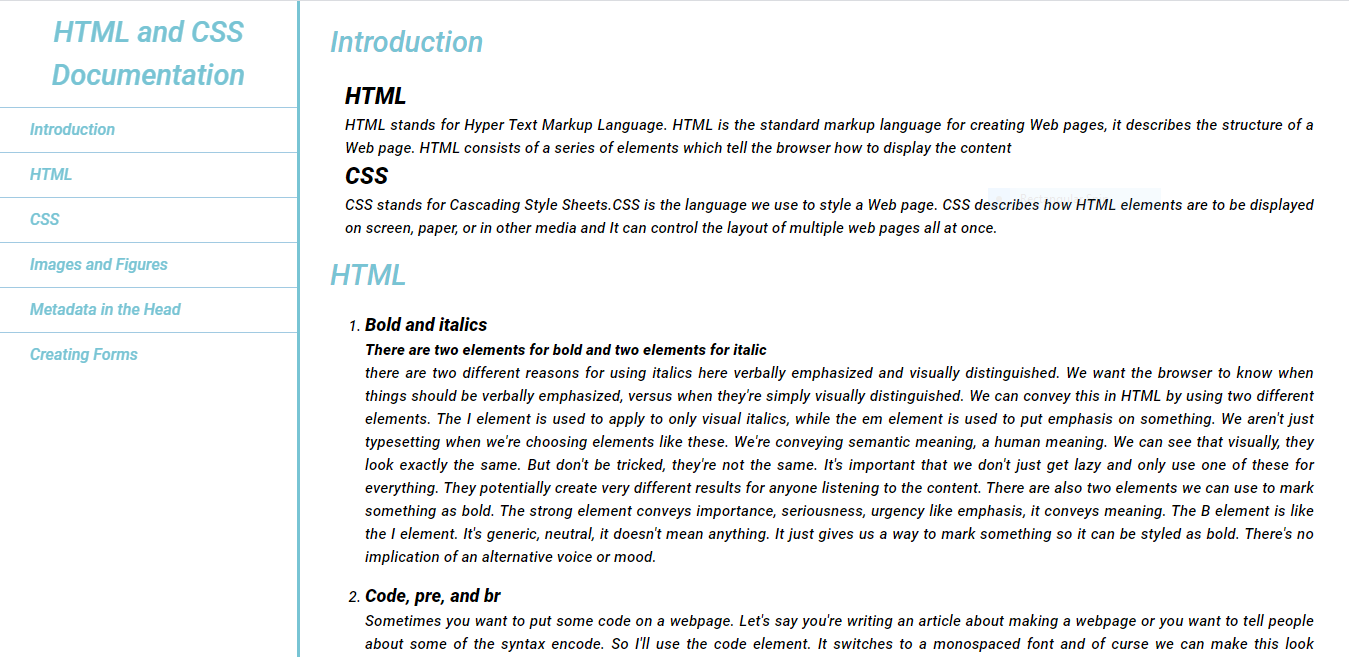 HTML and CSS
Documentation
Introduction
HTML
CSS
Images and Figures
Metadata in the Head
Creating Forms
Introduction
HTML
HTML stands for Hyper Text Markup Language. HTML is the standard markup language for creating Web pages, it describes the structure of a
Web page. HTML consists of a series of elements which tell the browser how to display the content
CSS
CSS stands for Cascading Style Sheets.CSS is the language we use to style a Web page. CSS describes how HTML elements are to be displayed
on screen, paper, or in other media and It can control the layout of multiple web pages all at once.
HTML
1. Bold and italics
There are two elements for bold and two elements for italic
there are two different reasons for using italics here verbally emphasized and visually distinguished. We want the browser to know when
things should be verbally emphasized, versus when they're simply visually distinguished. We can convey this in HTML by using two different
elements. The I element is used to apply to only visual italics, while the em element is used to put emphasis on something. We aren't just
typesetting when we're choosing elements like these. We're conveying semantic meaning, a human meaning. We can see that visually, they
look exactly the same. But don't be tricked, they're not the same. It's important that we don't just get lazy and only use one of these for
everything. They potentially create very different results for anyone listening to the content. There are also two elements we can use to mark
something as bold. The strong element conveys importance, seriousness, urgency like emphasis, it conveys meaning. The B element is like
the I element. It's generic, neutral, it doesn't mean anything. It just gives us a way to mark something so it can be styled as bold. There's no
implication of an alternative voice or mood.
2. Code, pre, and br
Sometimes you want to put some code on a webpage. Let's say you're writing an article about making a webpage or you want to tell people
about some of the syntax encode. So I'll use the code element. It switches to a monospaced font and of curse we can make this look